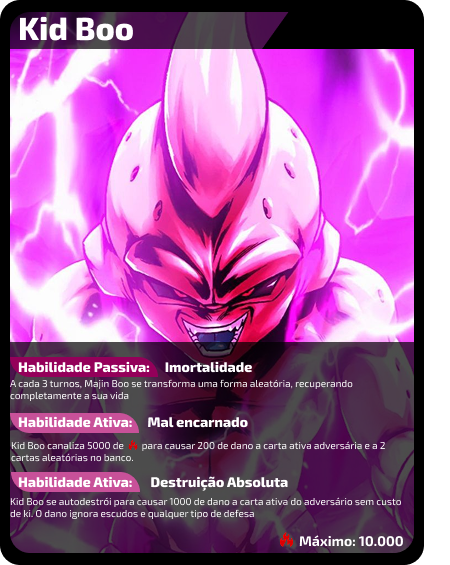 Kid Boo
Habilidade Passiva: Imortalidade
A cada 3 turnos, Majin Boo se transforma uma forma aleatória, recuperando
completamente a sua vida
Habilidade Ativa: Mal encarnado
Kid Boo canaliza 5000 de para causar 200 de dano a carta ativa adversária e a 2
cartas aleatórias no banco.
Habilidade Ativa: Destruição Absoluta
Kid Boo se autodestrói para causar 1000 de dano a carta ativa do adversário sem custo
de ki. O dano ignora escudos e qualquer tipo de defesa
Máximo: 10.000